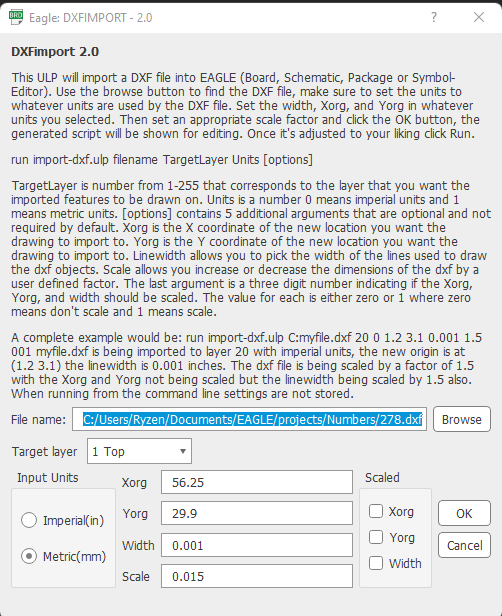 Eagle: DXFIMPORT - 2.0
DXFimport 2.0
This ULP will import a DXF file into EAGLE (Board, Schematic, Package or Symbol-
Editor). Use the browse button to find the DXF file, make sure to set the units to
whatever units are used by the DXF file. Set the width, Xorg, and Yorg in whatever
units you selected. Then set an appropriate scale factor and click the OK button, the
generated script will be shown for editing. Once it's adjusted to your liking click Run.
run import-dxf.ulp filename TargetLayer Units [options]
TargetLayer is number from 1-255 that corresponds to the layer that you want the
imported features to be drawn on. Units is a number 0 means imperial units and 1
means metric units. [options] contains 5 additional arguments that are optional and not
required by default. Xorg is the X coordinate of the new location you want the
drawing to import to. Yorg is the Y coordinate of the new location you want the
drawing to import to. Linewidth allows you to pick the width of the lines used to draw
the dxf objects. Scale allows you increase or decrease the dimensions of the dxf by a
user defined factor. The last argument is a three digit number indicating if the Xorg,
Yorg, and width should be scaled. The value for each is either zero or 1 where zero
means don't scale and 1 means scale.
A complete example would be: run import-dxf.ulp C:myfile.dxf 20 0 1.2 3.1 0.001 1.5
001 myfile.dxf is being imported to layer 20 with imperial units, the new origin is at
(1.2 3.1) the linewidth is 0.001 inches. The dxf file is being scaled by a factor of 1.5
with the Xorg and Yorg not being scaled but the linewidth being scaled by 1.5 also.
When running from the command line settings are not stored.
File name: C:/Users/Ryzen/Documents/EAGLE/projects/Numbers/278.dxf Browse
Target layer 1 Top
Input Units
Imperial(in)
Metric(mm)
Xorg 56.25
Yorg 29.9
Width 0.001
Scale 0.015
Scaled
Xorg
Yorg
Width
OK
Cancel